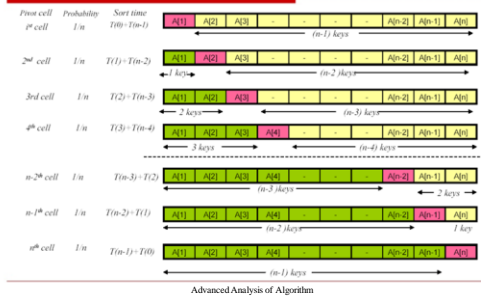 Pivot cell Probability Sort time
1st cell 1/n T(0)+T(n-1) A[1] A[2] A[3] - - - - A[n-2] A[n-1] A[n]
(n-1) keys
2nd cell 1/n T(1)+T(n-2) A[1] A[2] A[3] - - - - A[n-2] A[n-1] A[n]
1 key (n-2 )keys
3rd cell 1/n T(2)+T(n-3) A[1] A[2] A[3] - - - - A[n-2] A[n-1] A[n]
2 keys (n-3) keys
4th cell 1/n T(3)+T(n-4) A[1] A[2] A[3] A[4] - - - A[n-2] A[n-1] A[n]
3 keys (n-4) keys
n-2th cell 1/n T(n-3)+T(2) A[1] A[2] A[3] A[4] - - - A[n-2] A[n-1] A[n]
(n-3 )keys 2 keys
n-1th cell 1/n T(n-2)+T(1) A[1] A[2] A[3] A[4] - - - A[n-2] A[n-1] A[n]
(n-2 )keys 1 key
nth cell 1/n T(n-1)+T(0) A[1] A[2] A[3] A[4] - - - A[n-2] A[n-1] A[n]
(n-1) keys
Advanced Analysis of Algorithm